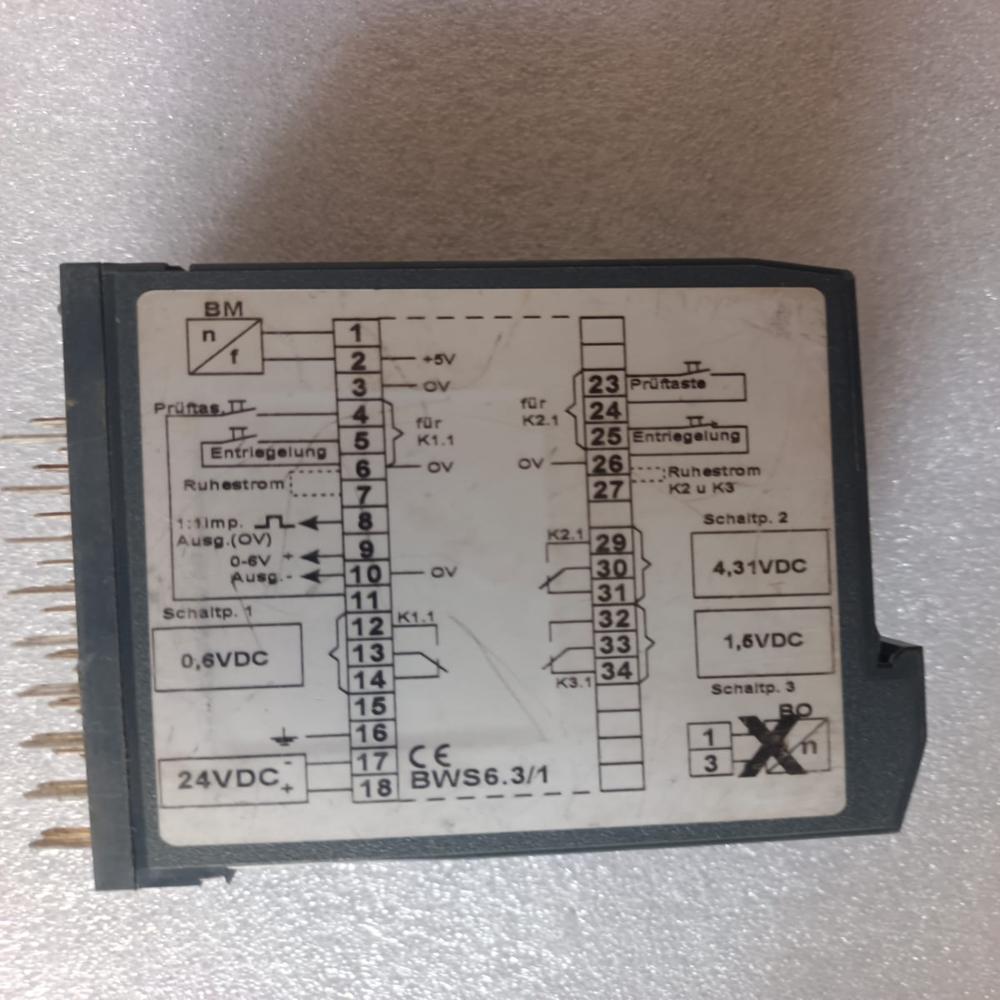 BM
n
f
1
2 +5V
3 OV
Prüftas. 4
für
K1.1
Entriegelung 5
6 OV
Ruhestrom 7
1:1imp. 8
Ausg.(OV)
0-6V + 9
Ausg.- 10 OV
11
Schaltp. 1
0,6VDC
12 K1.1
13
14
15
16
24VDC - + 17
18
CE
BWS6.3/1
23 Prüftaste
für
K2.1
24
25 Entriegelung
OV 26 Ruhestrom
27 K2 u K3
Schaltp. 2
K2.1 29
30 4,31VDC
31
32
33 1,6VDC
K3.1 34
Schaltp. 3
BO
1
3
X
n